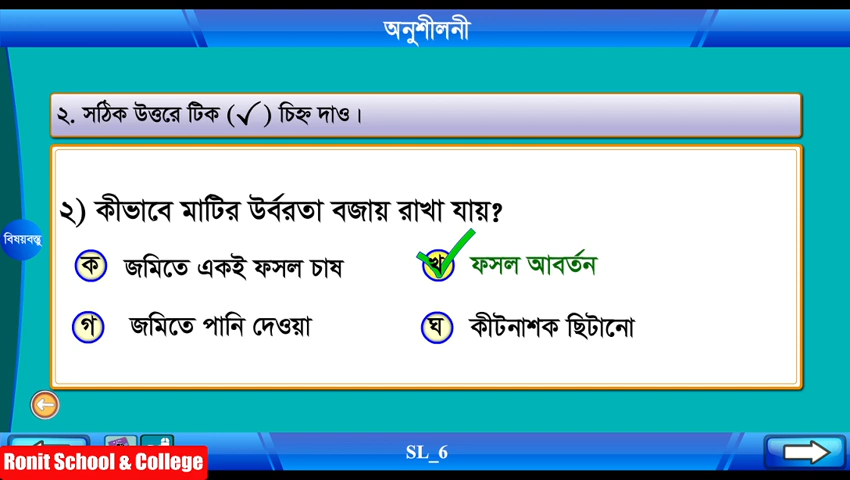 অনুশীলনী
২. সঠিক উত্তরে টিক (✓) চিহ্ন দাও।
২) কীভাবে মাটির উর্বরতা বজায় রাখা যায়?
বিষয়বস্তু
ক জমিতে একই ফসল চাষ
খ ফসল আবর্তন
গ জমিতে পানি দেওয়া
ঘ কীটনাশক ছিটানো
SL_6
Ronit School & College